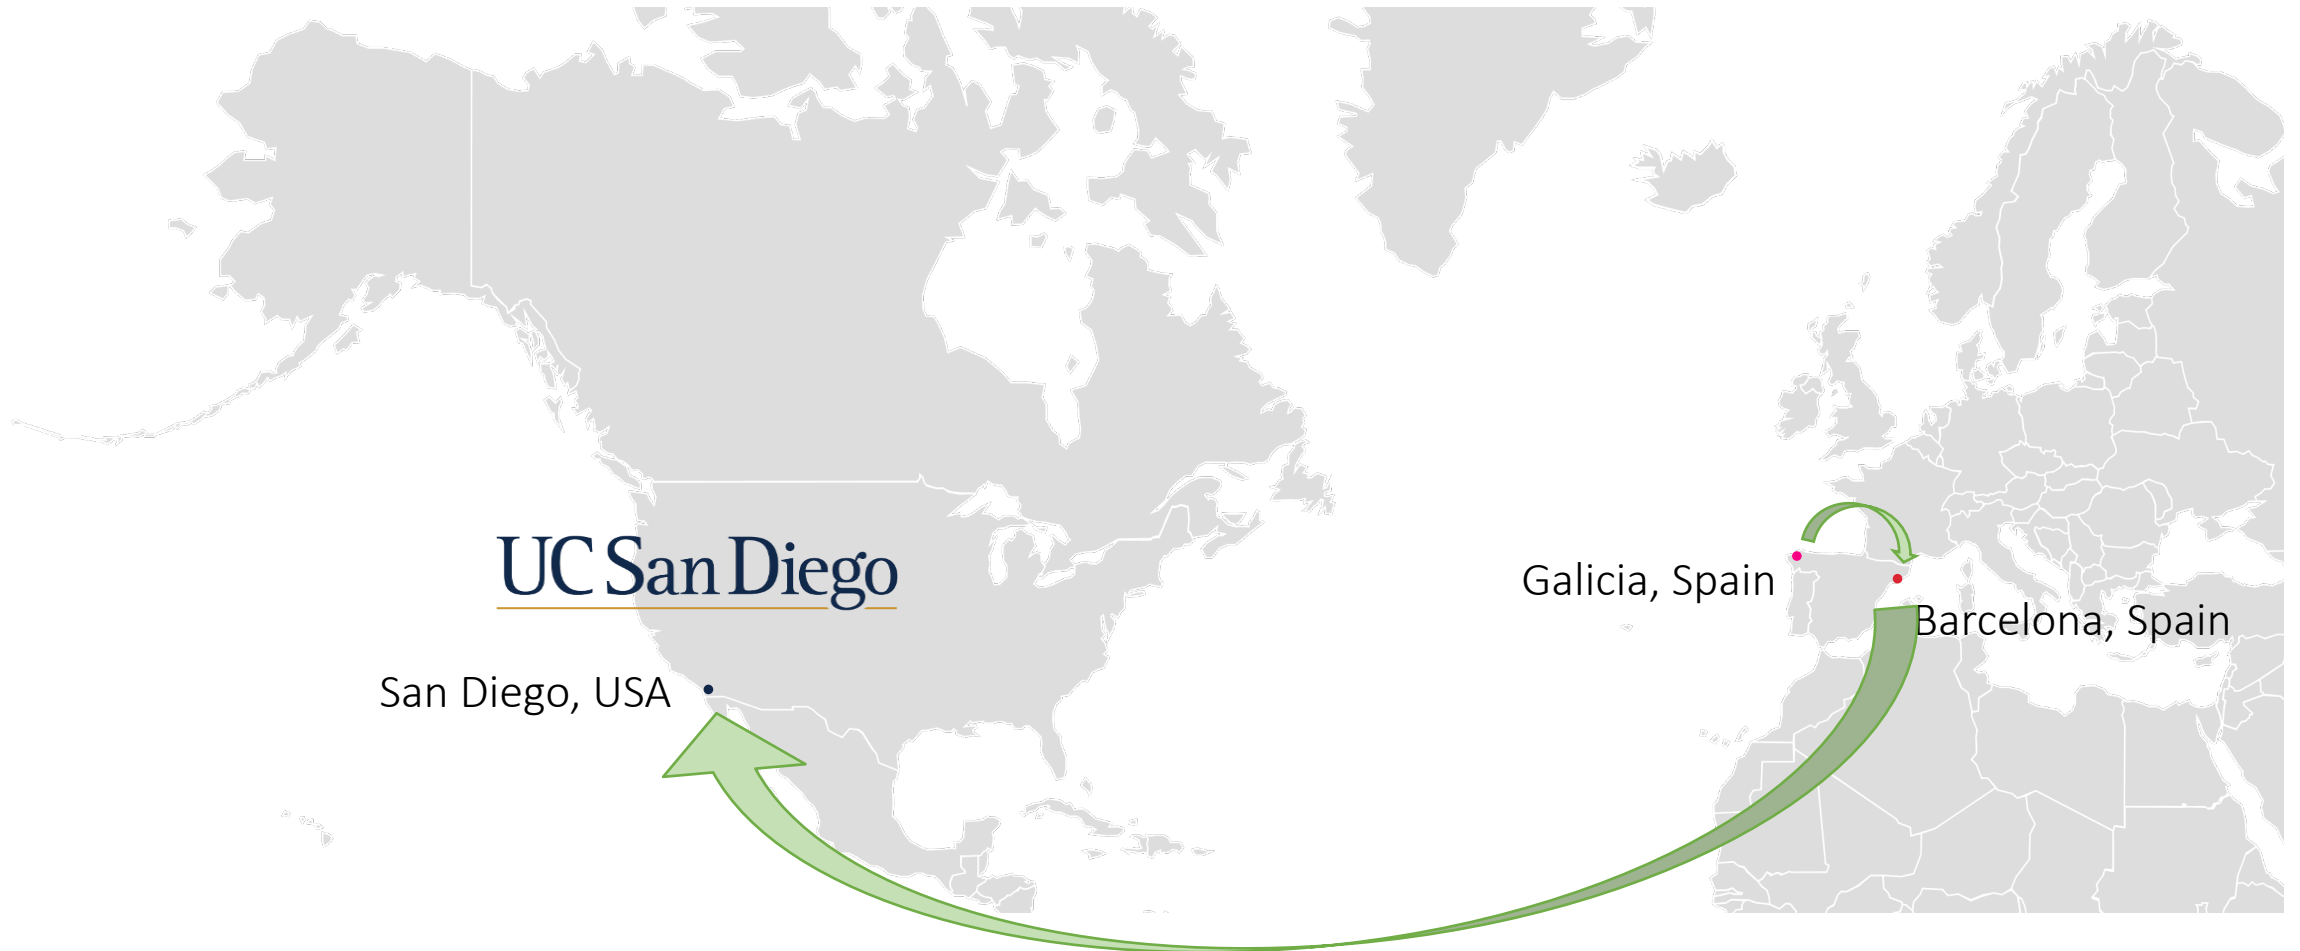 UC San Diego
Galicia, Spain
Barcelona, Spain
San Diego, USA